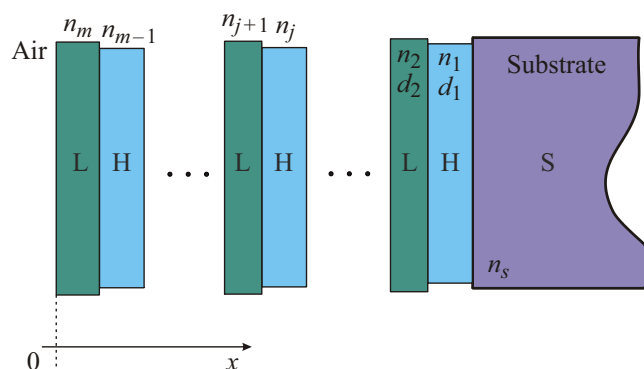 n_m n_{m−1} n_{j+1} n_j
Air
n_2 n_1 Substrate
d_2 d_1
L H . . . L H . . . L H S
n_s
0 x